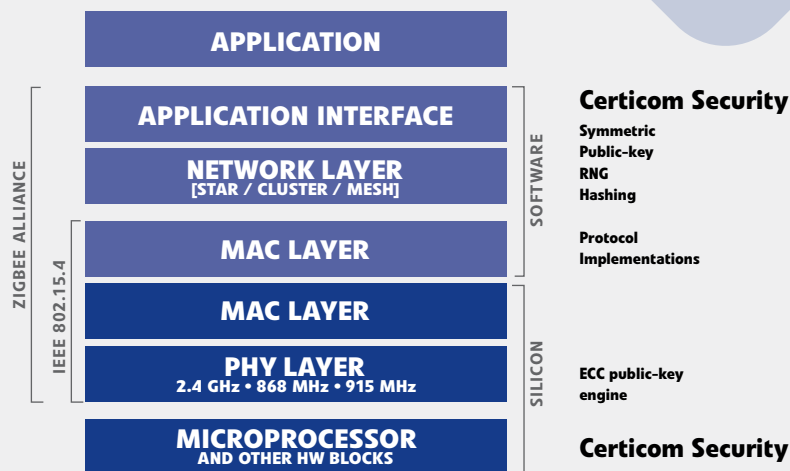 APPLICATION
APPLICATION INTERFACE
NETWORK LAYER
[STAR / CLUSTER / MESH]
MAC LAYER
MAC LAYER
PHY LAYER
2.4 GHz • 868 MHz • 915 MHz
MICROPROCESSOR
AND OTHER HW BLOCKS
ZIGBEE ALLIANCE
IEEE 802.15.4
SOFTWARE
SILICON
Certicom Security
Symmetric
Public-key
RNG
Hashing
Protocol
Implementations
ECC public-key
engine
Certicom Security